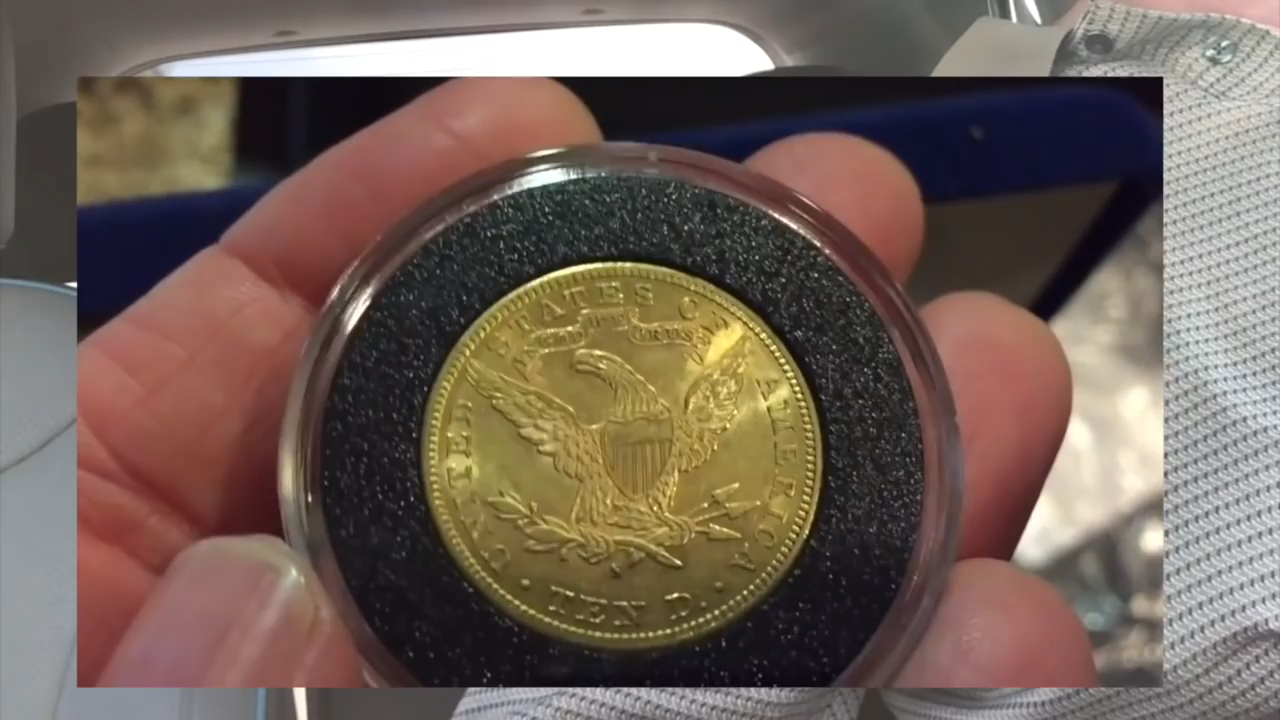 UNITED STATES OF AMERICA
IN GOD WE TRUST
TEN D.